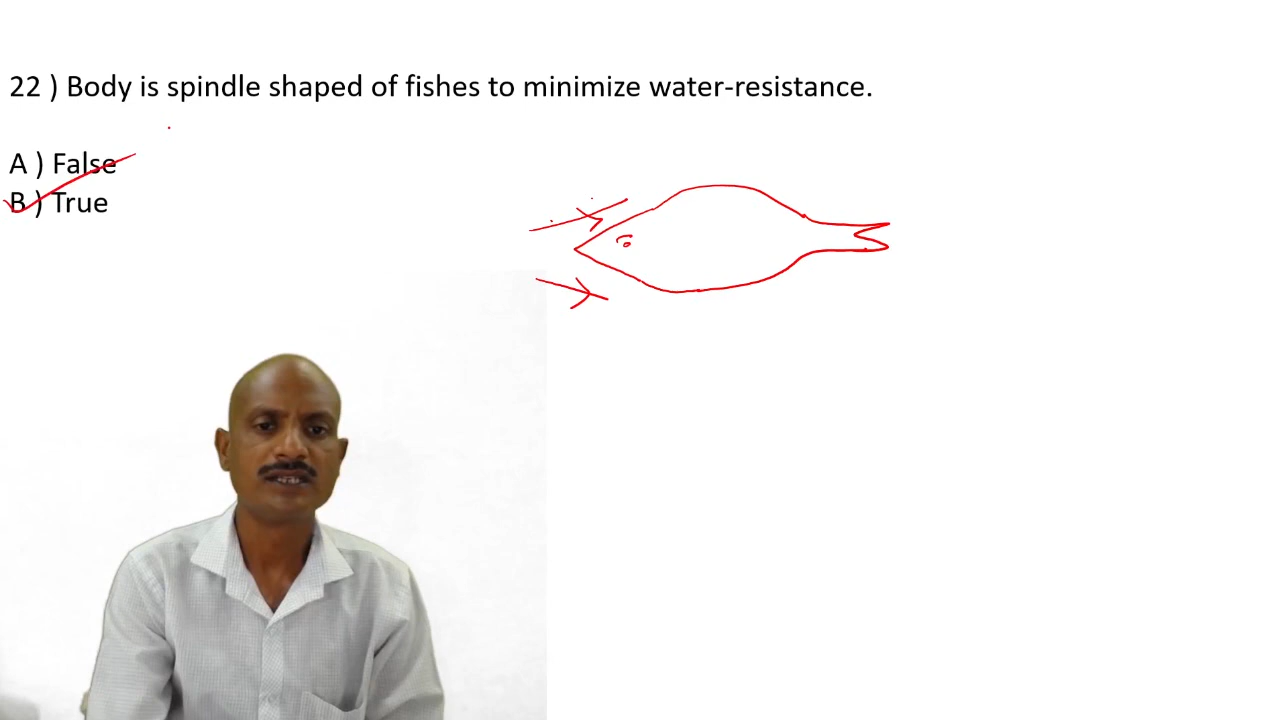 22 ) Body is spindle shaped of fishes to minimize water-resistance.
A ) False
B ) True